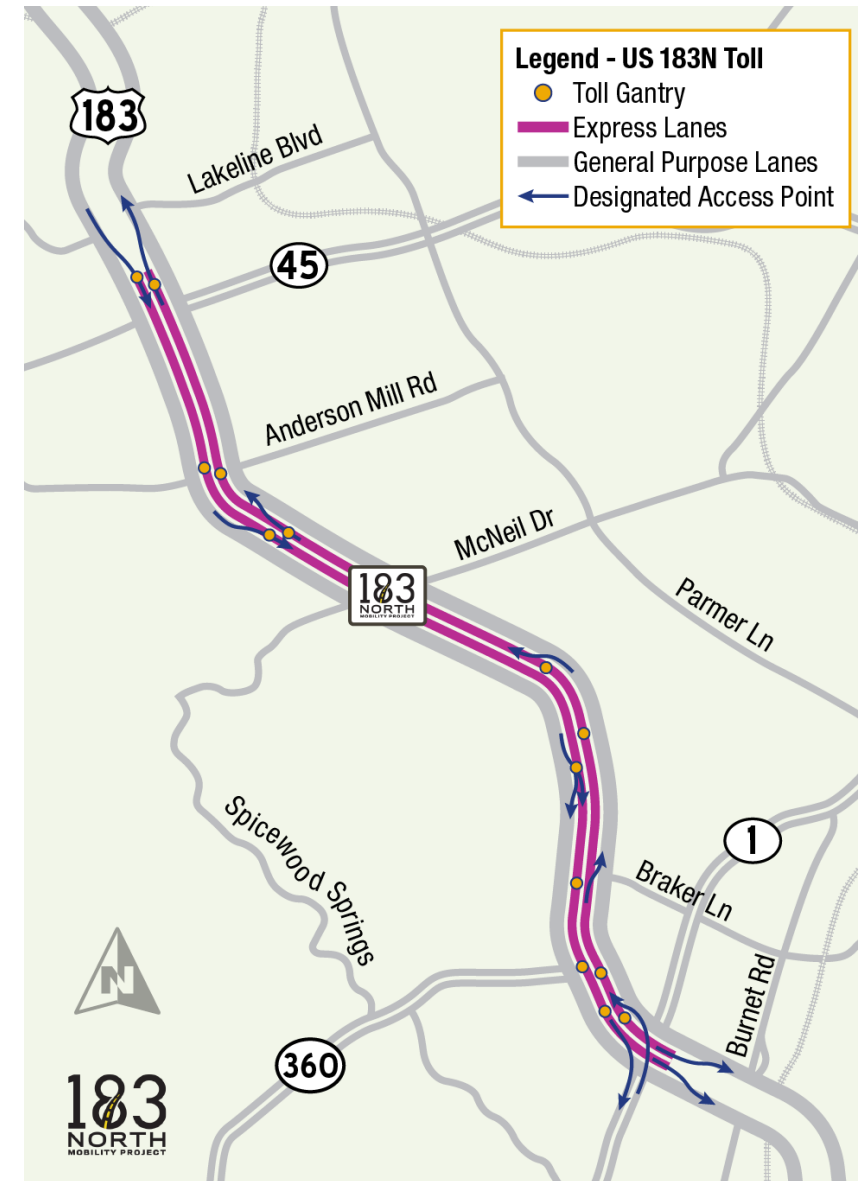 Legend - US 183N Toll
Toll Gantry
Express Lanes
General Purpose Lanes
Designated Access Point
183
Lakeline Blvd
45
Anderson Mill Rd
McNeil Dr
183
NORTH
MOBILITY PROJECT
Parmer Ln
Spicewood Springs
1
Braker Ln
Burnet Rd
N
360
183
NORTH
MOBILITY PROJECT